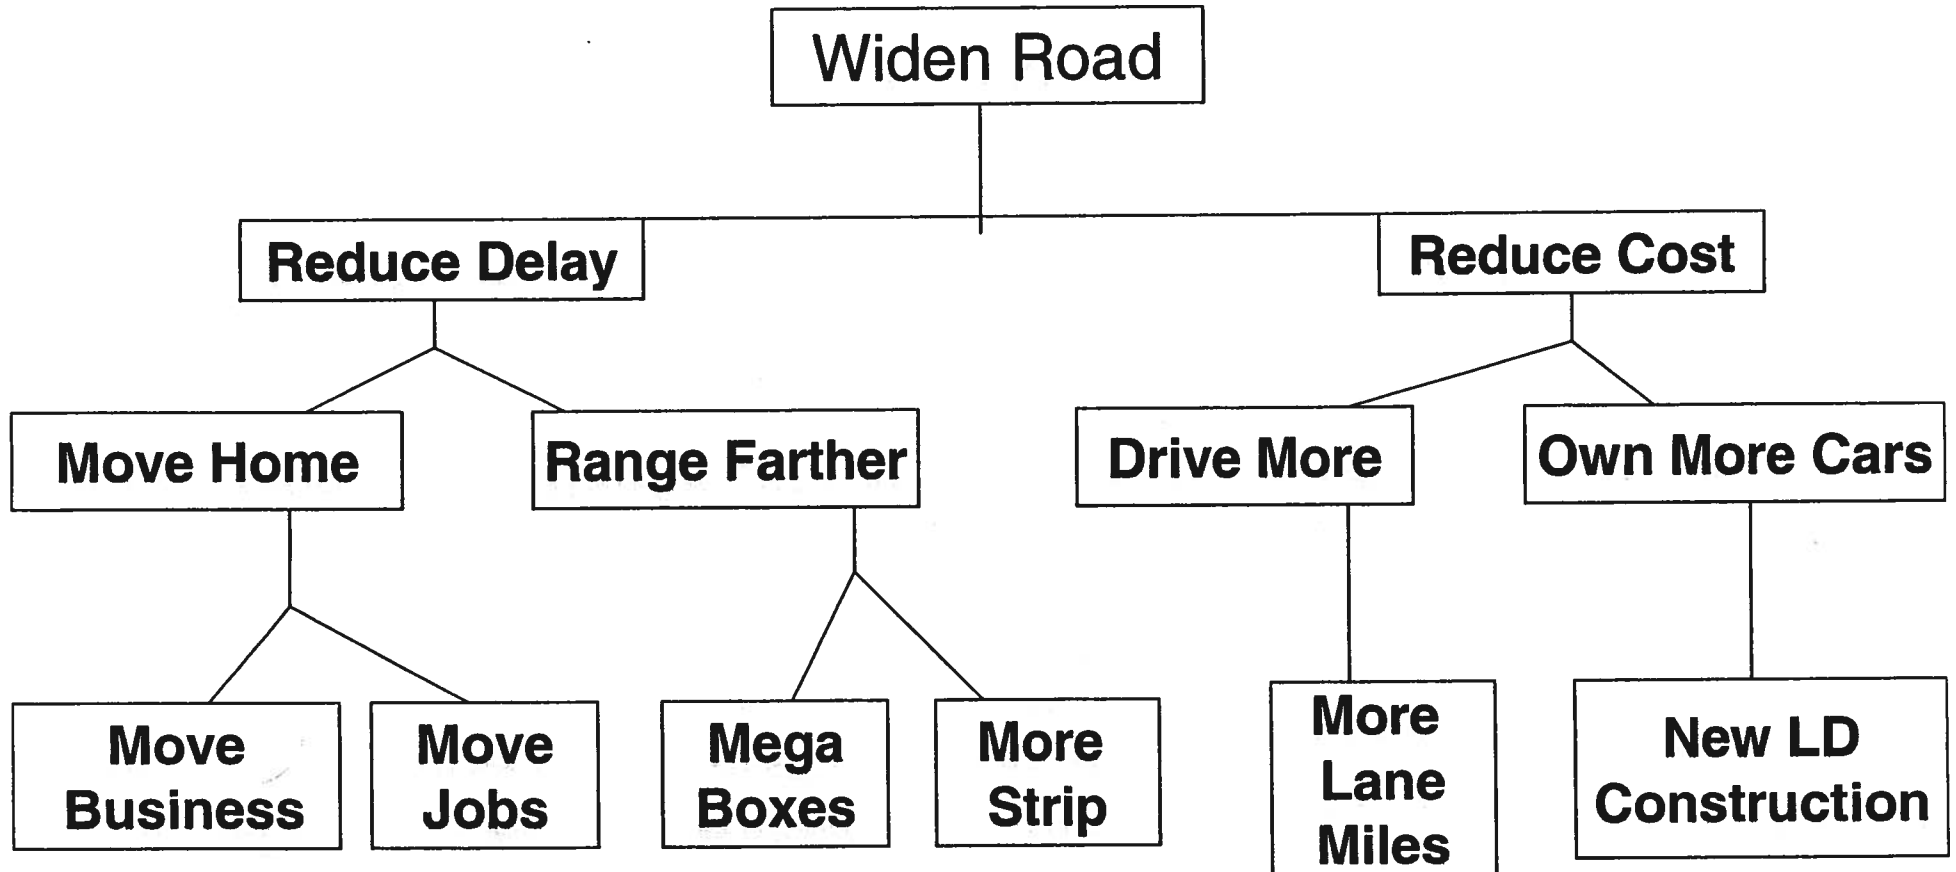 Widen Road
Reduce Delay
Reduce Cost
Move Home
Range Farther
Drive More
Own More Cars
Move
Business
Move
Jobs
Mega
Boxes
More
Strip
More
Lane
Miles
New LD
Construction